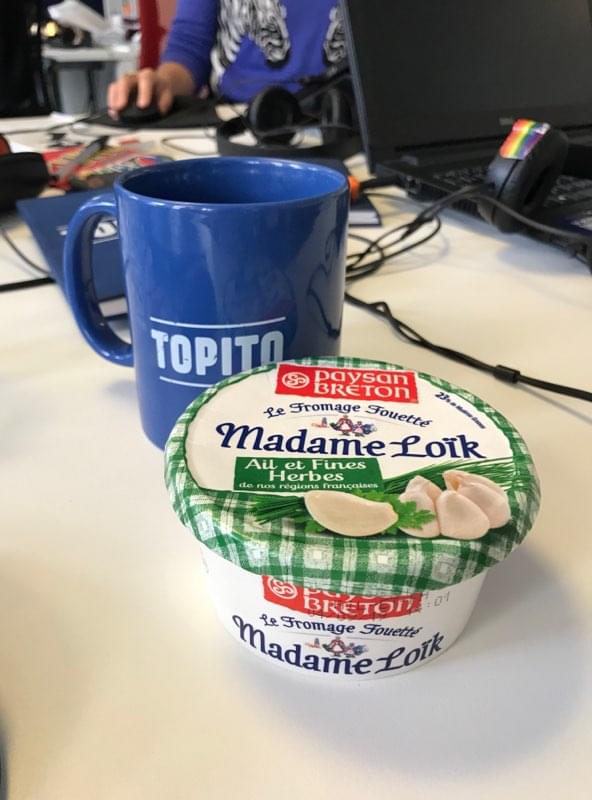 TOPITO
Paysan
Breton
Le Fromage Fouetté
Madame Loïk
Ail et Fines
Herbes
de nos régions françaises
Paysan
Breton
Le Fromage Fouetté
Madame Loïk